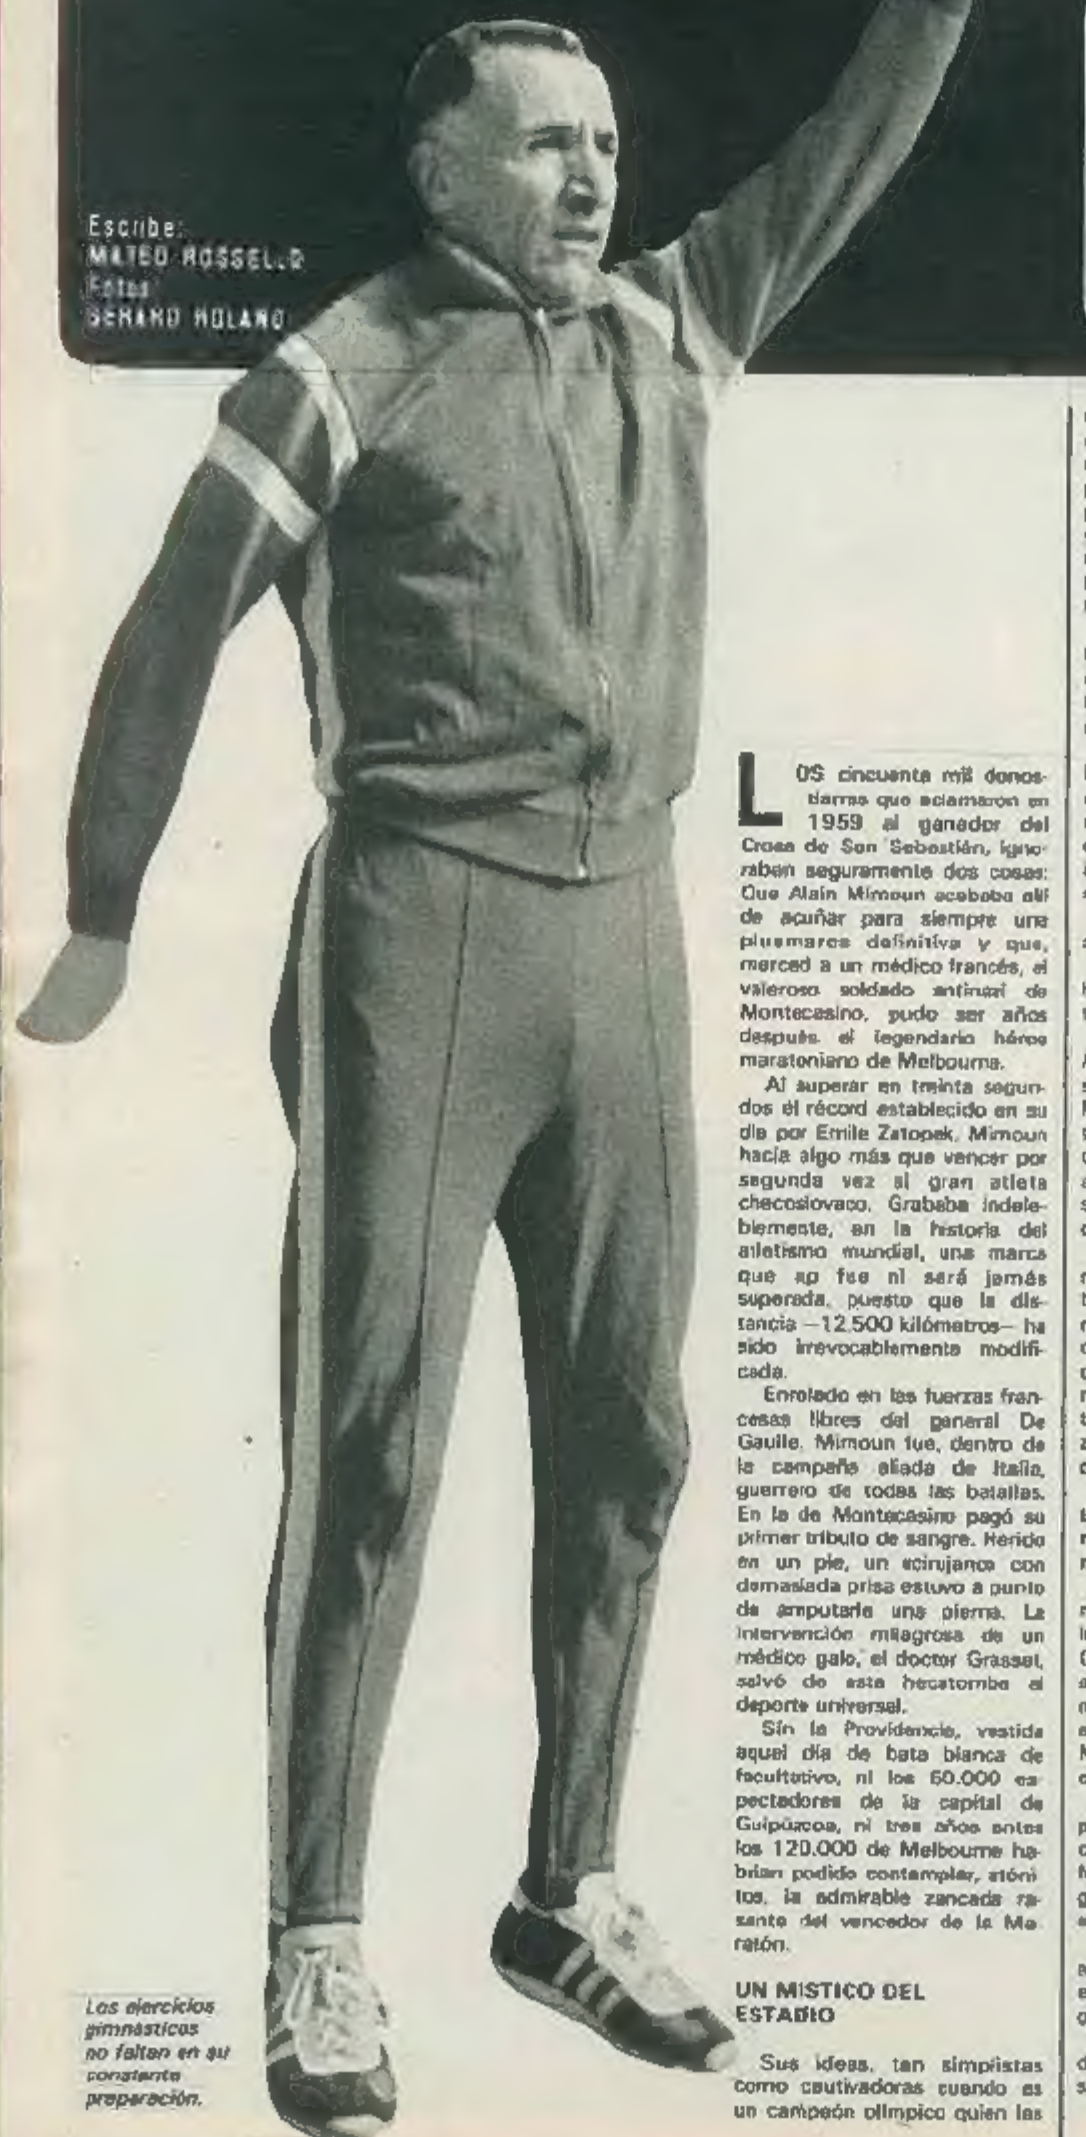 Escribe:
MATEO ROSSELLO
Fotos:
GERARD ROLAND
LOS cincuenta mil donos-
tiarras que aclamaron en
1959 al ganador del
Cross de San Sebastián, igno-
raban seguramente dos cosas:
Que Alain Mimoun acababa allí
de acuñar para siempre una
plusmarca definitiva y que,
merced a un médico francés, el
valeroso soldado antinazi de
Montecasino, pudo ser años
después el legendario héroe
maratoniano de Melbourne.
Al superar en treinta segun-
dos el récord establecido en su
día por Emile Zatopek, Mimoun
hacía algo más que vencer por
segunda vez al gran atleta
checoslovaco. Grababa indele-
blemente, en la historia del
atletismo mundial, una marca
que no fue ni será jamás
superada, puesto que la dis-
tancia —12.500 kilómetros— ha
sido irrevocablemente modifi-
cada.
Enrolado en las fuerzas fran-
cesas libres del general De
Gaulle, Mimoun fue, dentro de
la campaña aliada de Italia,
guerrero de todas las batallas.
En la de Montecasino pagó su
primer tributo de sangre. Herido
en un pie, un «cirujano» con
demasiada prisa estuvo a punto
de amputarle una pierna. La
intervención milagrosa de un
médico galo, el doctor Grasset,
salvó de esta hecatombe al
deporte universal.
Sin la Providencia, vestida
aquel día de bata blanca de
facultativo, ni los 50.000 es-
pectadores de la capital de
Guipúzcoa, ni tres años antes
los 120.000 de Melbourne ha-
brían podido contemplar, atóni
tos, la admirable zancada ra-
sante del vencedor de la Ma
ratón.
UN MISTICO DEL
ESTADIO
Sus ideas, tan simplistas
como cautivadoras cuando es
un campeón olímpico quien las
Los ejercicios
gimnásticos
no faltan en su
constante
preparación.